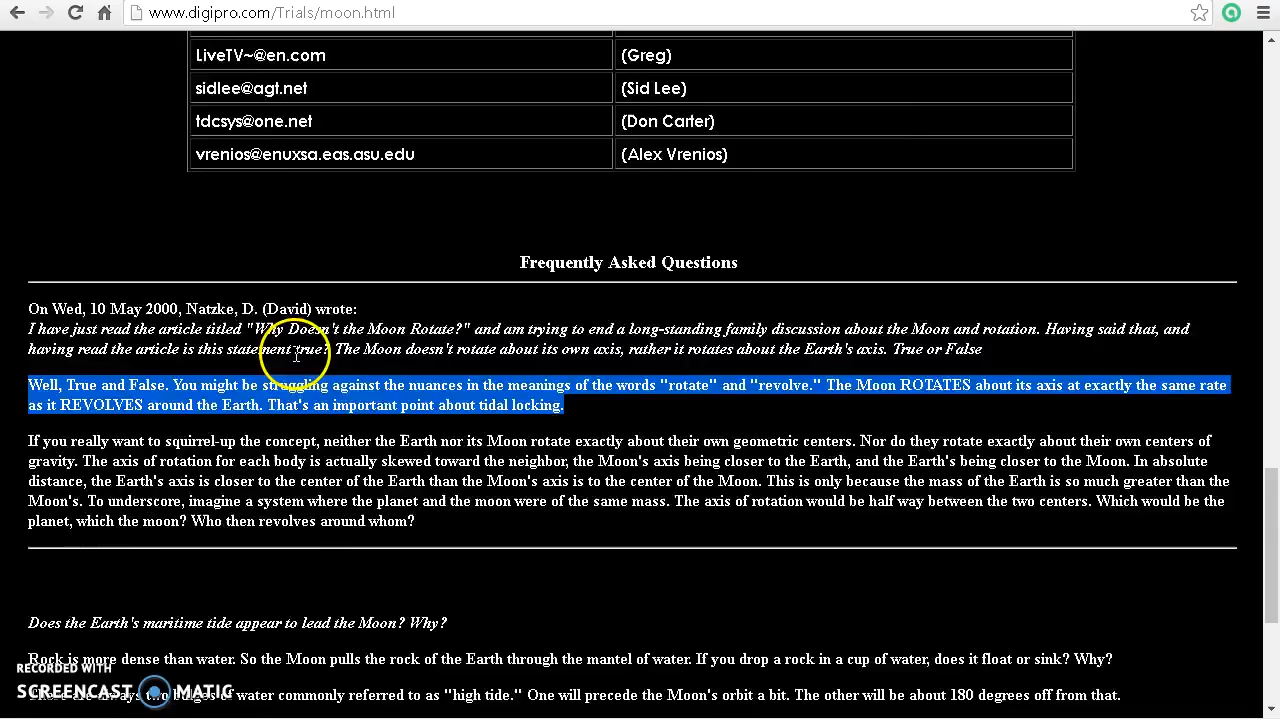 www.digipro.com/Trials/moon.html
LiveTV~@en.com (Greg)
sidlee@agt.net (Sid Lee)
tdcsys@one.net (Don Carter)
vrenios@enuxsa.eas.asu.edu (Alex Vrenios)
Frequently Asked Questions
On Wed, 10 May 2000, Natzke, D. (David) wrote:
I have just read the article titled "Why Doesn't the Moon Rotate?" and am trying to end a long-standing family discussion about the Moon and rotation. Having said that, and
having read the article is this statement true? The Moon doesn't rotate about its own axis, rather it rotates about the Earth's axis. True or False
Well, True and False. You might be struggling against the nuances in the meanings of the words "rotate" and "revolve." The Moon ROTATES about its axis at exactly the same rate
as it REVOLVES around the Earth. That's an important point about tidal locking.
If you really want to squirrel-up the concept, neither the Earth nor its Moon rotate exactly about their own geometric centers. Nor do they rotate exactly about their own centers of
gravity. The axis of rotation for each body is actually skewed toward the neighbor, the Moon's axis being closer to the Earth, and the Earth's being closer to the Moon. In absolute
distance, the Earth's axis is closer to the center of the Earth than the Moon's axis is to the center of the Moon. This is only because the mass of the Earth is so much greater than the
Moon's. To underscore, imagine a system where the planet and the moon were of the same mass. The axis of rotation would be half way between the two centers. Which would be the
planet, which the moon? Who then revolves around whom?
Does the Earth's maritime tide appear to lead the Moon? Why?
Rock is more dense than water. So the Moon pulls the rock of the Earth through the mantel of water. If you drop a rock in a cup of water, does it float or sink? Why?
RECORDED WITH
SCREENCAST MATIC
of water commonly referred to as "high tide." One will precede the Moon's orbit a bit. The other will be about 180 degrees off from that.